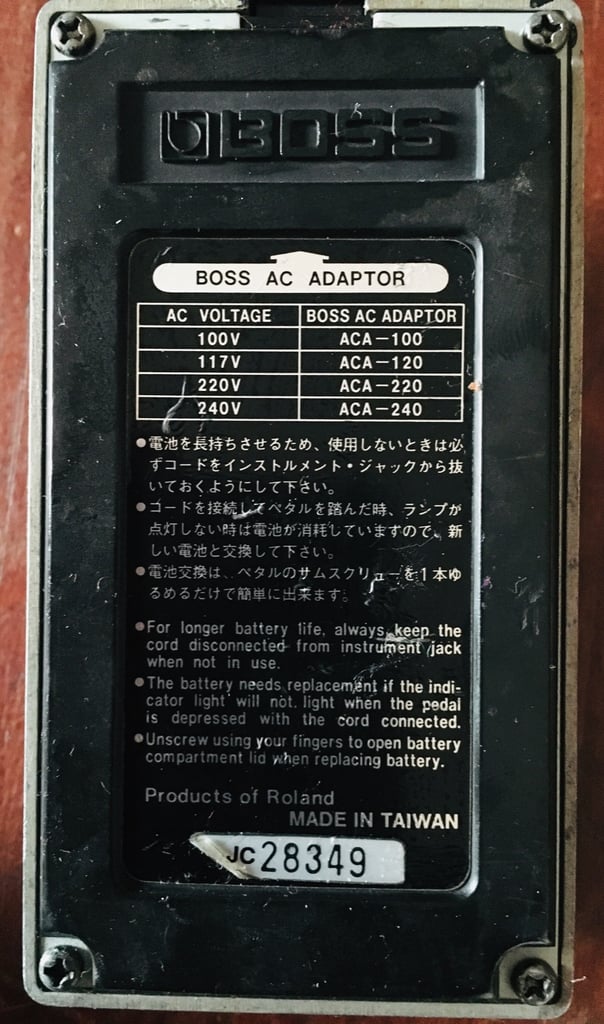 BOSS
BOSS AC ADAPTOR
AC VOLTAGE BOSS AC ADAPTOR
100V ACA-100
117V ACA-120
220V ACA-220
240V ACA-240
●電池を長持ちさせるため、使用しないときは必
ずコードをインストルメント・ジャックから抜
いておくようにして下さい。
●コードを接続してペタルを踏んだ時、ランプが
点灯しない時は電池が消耗していますので、新
しい電池と交換して下さい。
●電池交換は、ペタルのサムスクリューを1本ゆ
るめるだけで簡単に出来ます。
●For longer battery life, always keep the
cord disconnected from instrument jack
when not in use.
●The battery needs replacement if the indi-
cator light will not light when the pedal
is depressed with the cord connected.
●Unscrew using your fingers to open battery
compartment lid when replacing battery.
Products of Roland
MADE IN TAIWAN
JC 28349